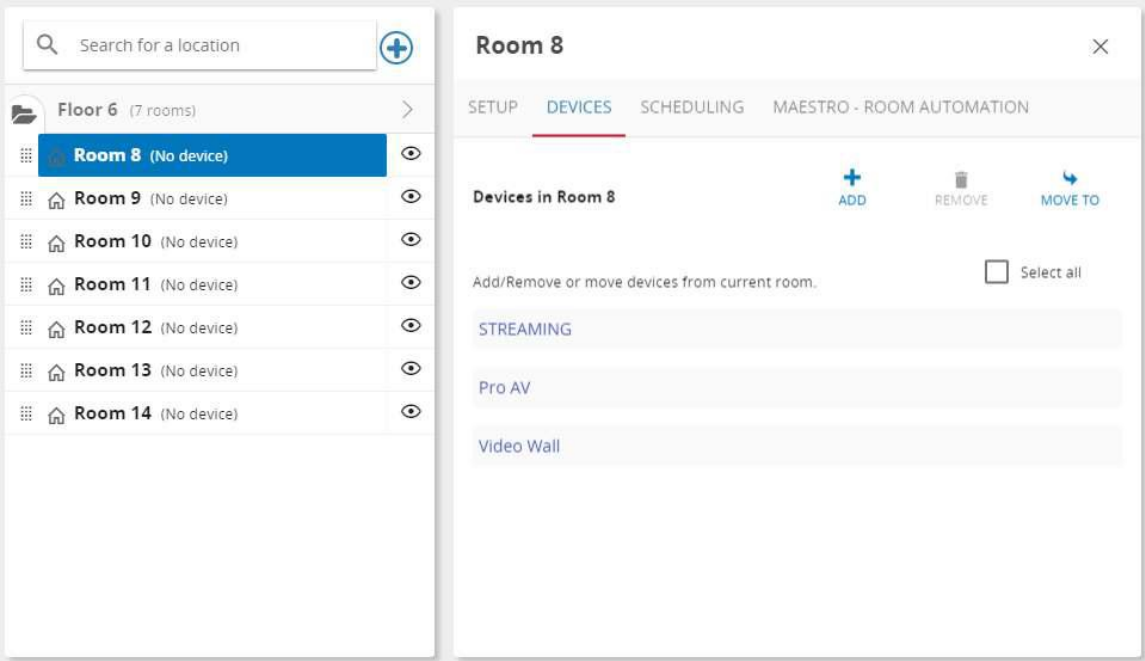 Search for a location
Floor 6 (7 rooms)
Room 8 (No device)
Room 9 (No device)
Room 10 (No device)
Room 11 (No device)
Room 12 (No device)
Room 13 (No device)
Room 14 (No device)
Room 8
SETUP DEVICES SCHEDULING MAESTRO - ROOM AUTOMATION
Devices in Room 8
ADD REMOVE MOVE TO
Select all
Add/Remove or move devices from current room.
STREAMING
Pro AV
Video Wall